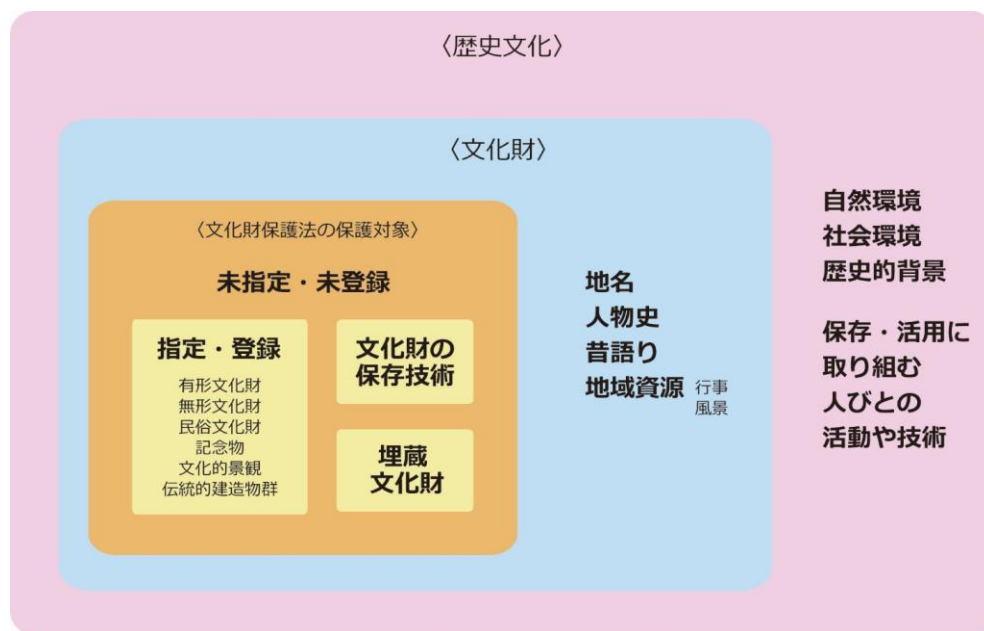 〈歴史文化〉
〈文化財〉
〈文化財保護法の保護対象〉
未指定・未登録
指定・登録
有形文化財
無形文化財
民俗文化財
記念物
文化的景観
伝統的建造物群
文化財の
保存技術
埋蔵
文化財
地名
人物史
昔語り
地域資源 行事
風景
自然環境
社会環境
歴史的背景
保存・活用に
取り組む
人びとの
活動や技術